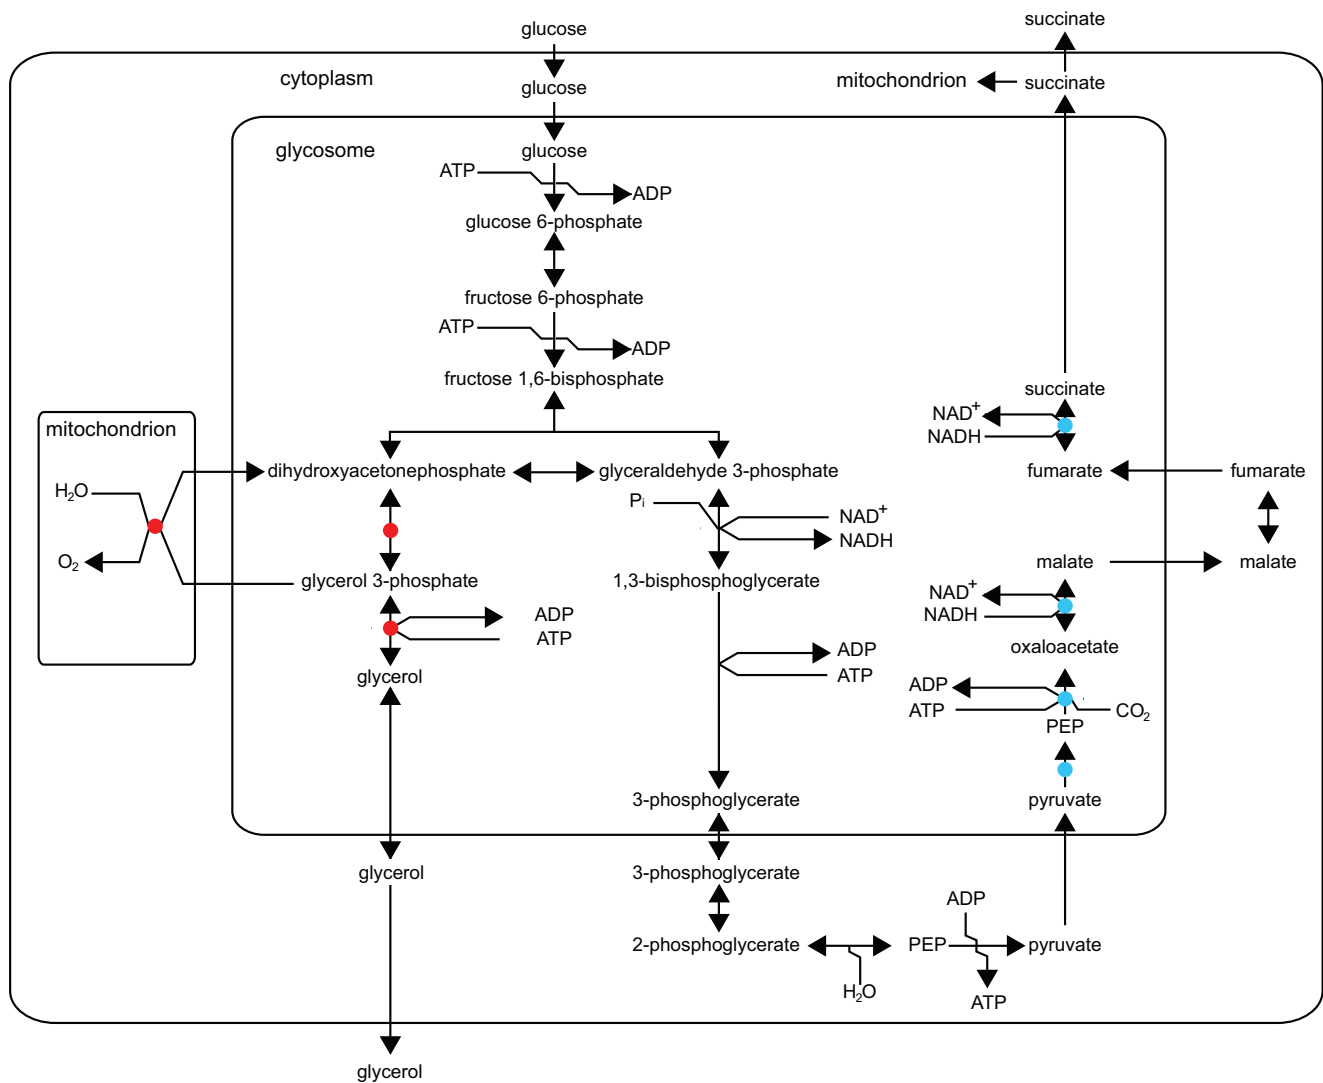 succinate
glucose
cytoplasm
mitochondrion
succinate
glucose
glycosome
glucose
ATP
ADP
glucose 6-phosphate
fructose 6-phosphate
ATP
ADP
fructose 1,6-bisphosphate
succinate
NAD+
NADH
mitochondrion
dihydroxyacetonephosphate
glyceraldehyde 3-phosphate
fumarate
fumarate
H2O
Pi
NAD+
NADH
O2
malate
malate
glycerol 3-phosphate
1,3-bisphosphoglycerate
NAD+
NADH
ADP
ATP
oxaloacetate
ADP
ATP
glycerol
ADP
ATP
CO2
PEP
3-phosphoglycerate
pyruvate
glycerol
3-phosphoglycerate
ADP
2-phosphoglycerate
PEP
pyruvate
H2O
ATP
glycerol